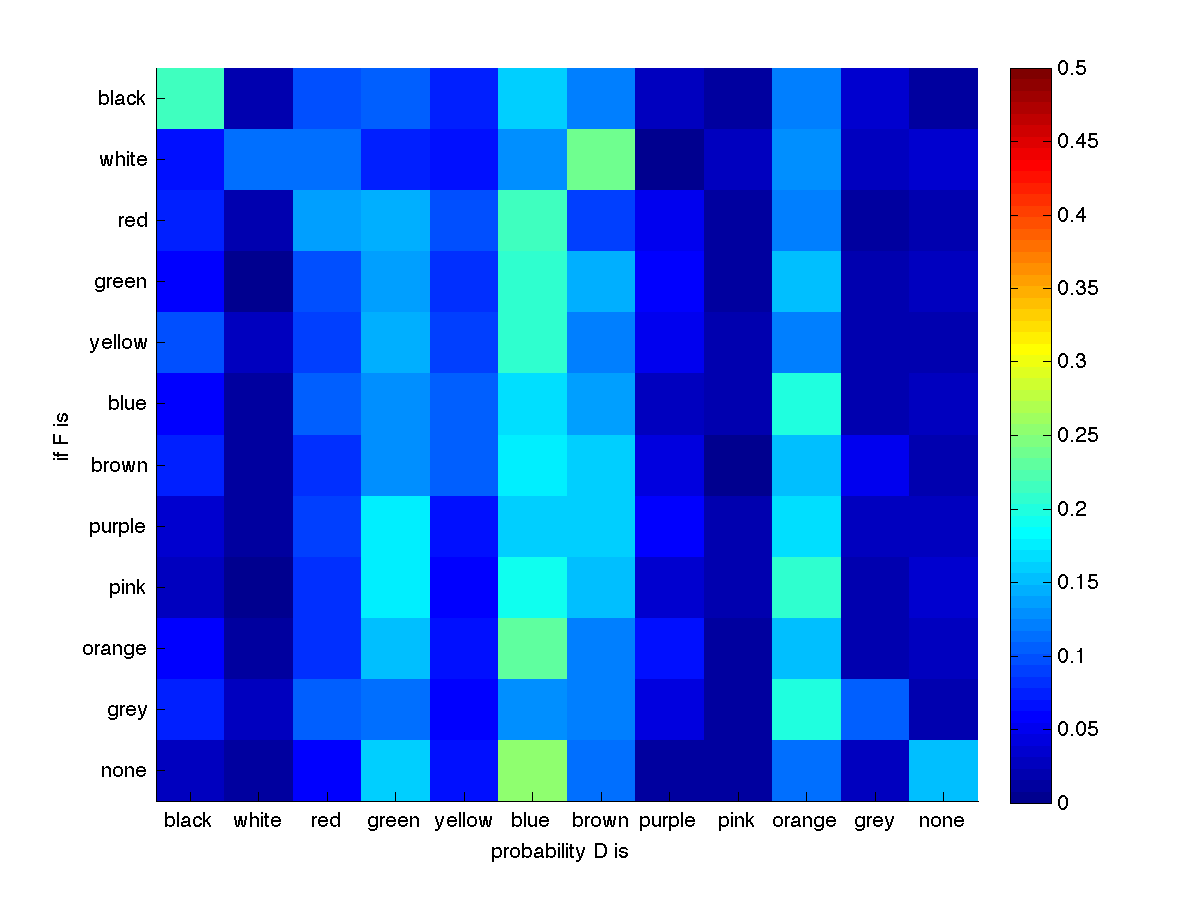 black
white
red
green
yellow
blue
brown
purple
pink
orange
grey
none
if F is
black white red green yellow blue brown purple pink orange grey none
probability D is
0.5
0.45
0.4
0.35
0.3
0.25
0.2
0.15
0.1
0.05
0